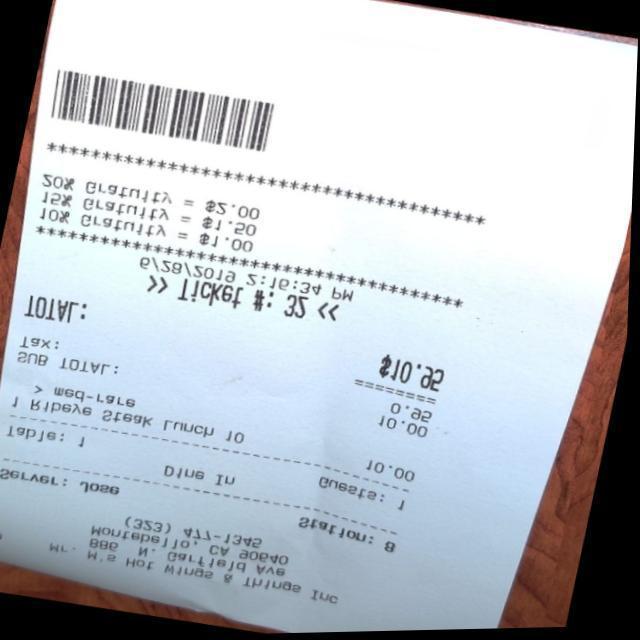 Mr. M.s Hot Wings & Things Inc
886 N. Garfield Ave
Montebello, CA 90640
(323) 477-1345
Server: Jose Station: 8
----------------------------------------
Dine In
Table: 1 Guests: 1
----------------------------------------
1 Ribeye Steak Lunch 10 10.00
> med-rare
SUB TOTAL: 10.00
Tax: 0.95
========
TOTAL: $10.95
>> Ticket #: 32 <<
6/28/2019 2:16:34 PM
****************************************
10% Gratuity = $1.00
15% Gratuity = $1.50
20% Gratuity = $2.00
****************************************